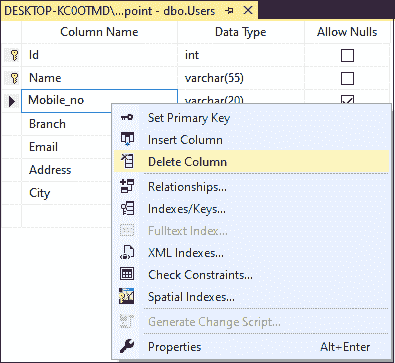 DESKTOP-KC0OTMD\...point - dbo.Users
Column Name Data Type Allow Nulls
Id int
Name varchar(55)
Mobile_no varchar(20)
Branch
Email
Address
City
Set Primary Key
Insert Column
Delete Column
Relationships...
Indexes/Keys...
Fulltext Index...
XML Indexes...
Check Constraints...
Spatial Indexes...
Generate Change Script...
Properties Alt+Enter